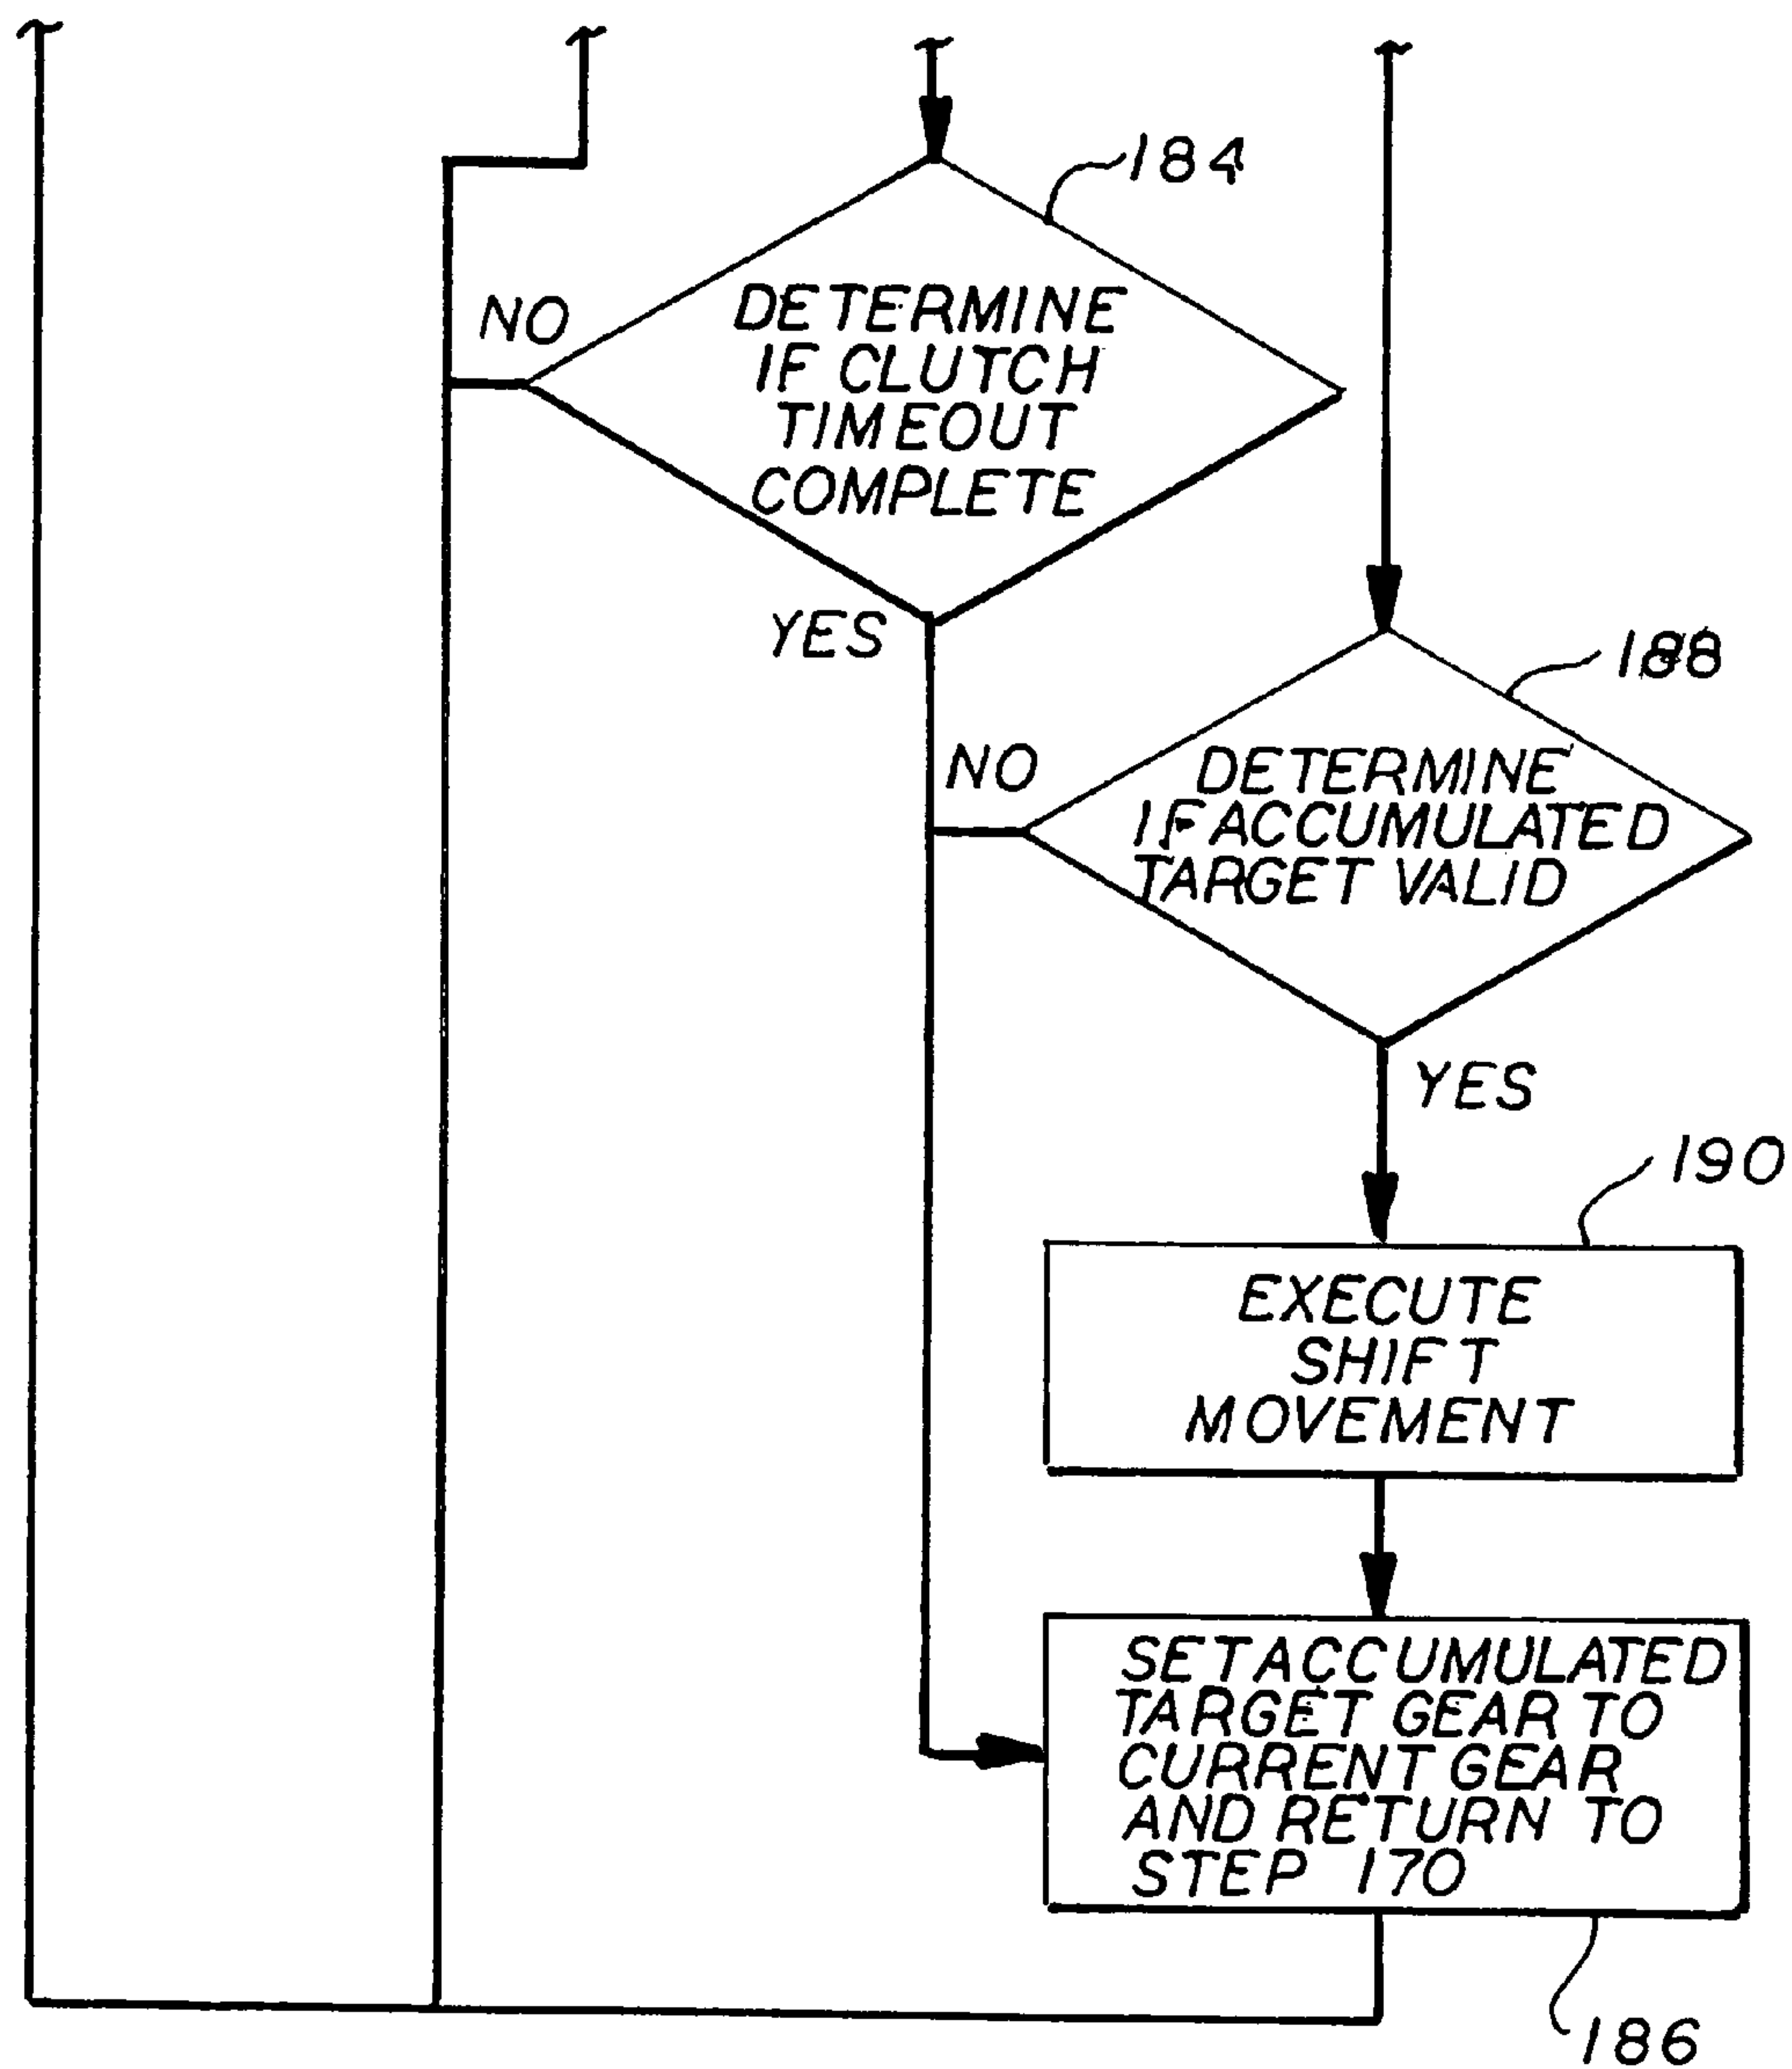 184
NO
DETERMINE
IF CLUTCH
TIMEOUT
COMPLETE
YES
188
NO
DETERMINE
IF ACCUMULATED
TARGET VALID
YES
190
EXECUTE
SHIFT
MOVEMENT
SET ACCUMULATED
TARGET GEAR TO
CURRENT GEAR
AND RETURN TO
STEP 170
186